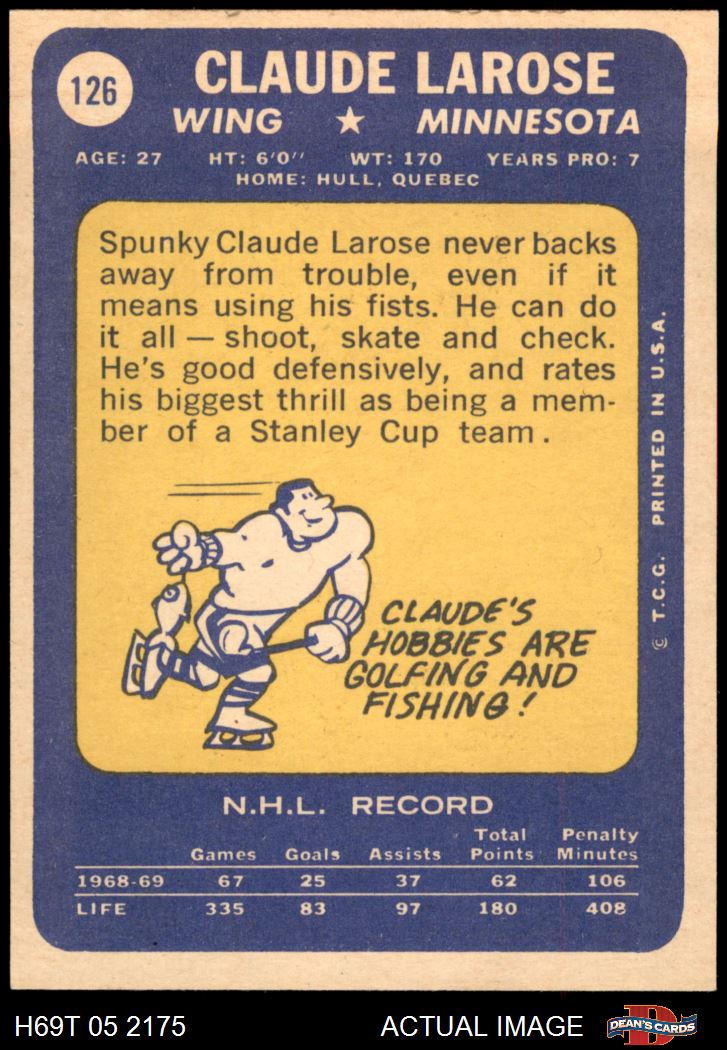 126
CLAUDE LAROSE
WING ★ MINNESOTA
AGE: 27 HT: 6'0'' WT: 170 YEARS PRO: 7
HOME: HULL, QUEBEC
Spunky Claude Larose never backs
away from trouble, even if it
means using his fists. He can do
it all — shoot, skate and check.
He's good defensively, and rates
his biggest thrill as being a mem-
ber of a Stanley Cup team.
CLAUDE'S
HOBBIES ARE
GOLFING AND
FISHING!
© T.C.G. PRINTED IN U.S.A.
N.H.L. RECORD
Games Goals Assists Total Points Penalty Minutes
1968-69 67 25 37 62 106
LIFE 335 83 97 180 408
H69T 05 2175 ACTUAL IMAGE DEAN'S CARDS